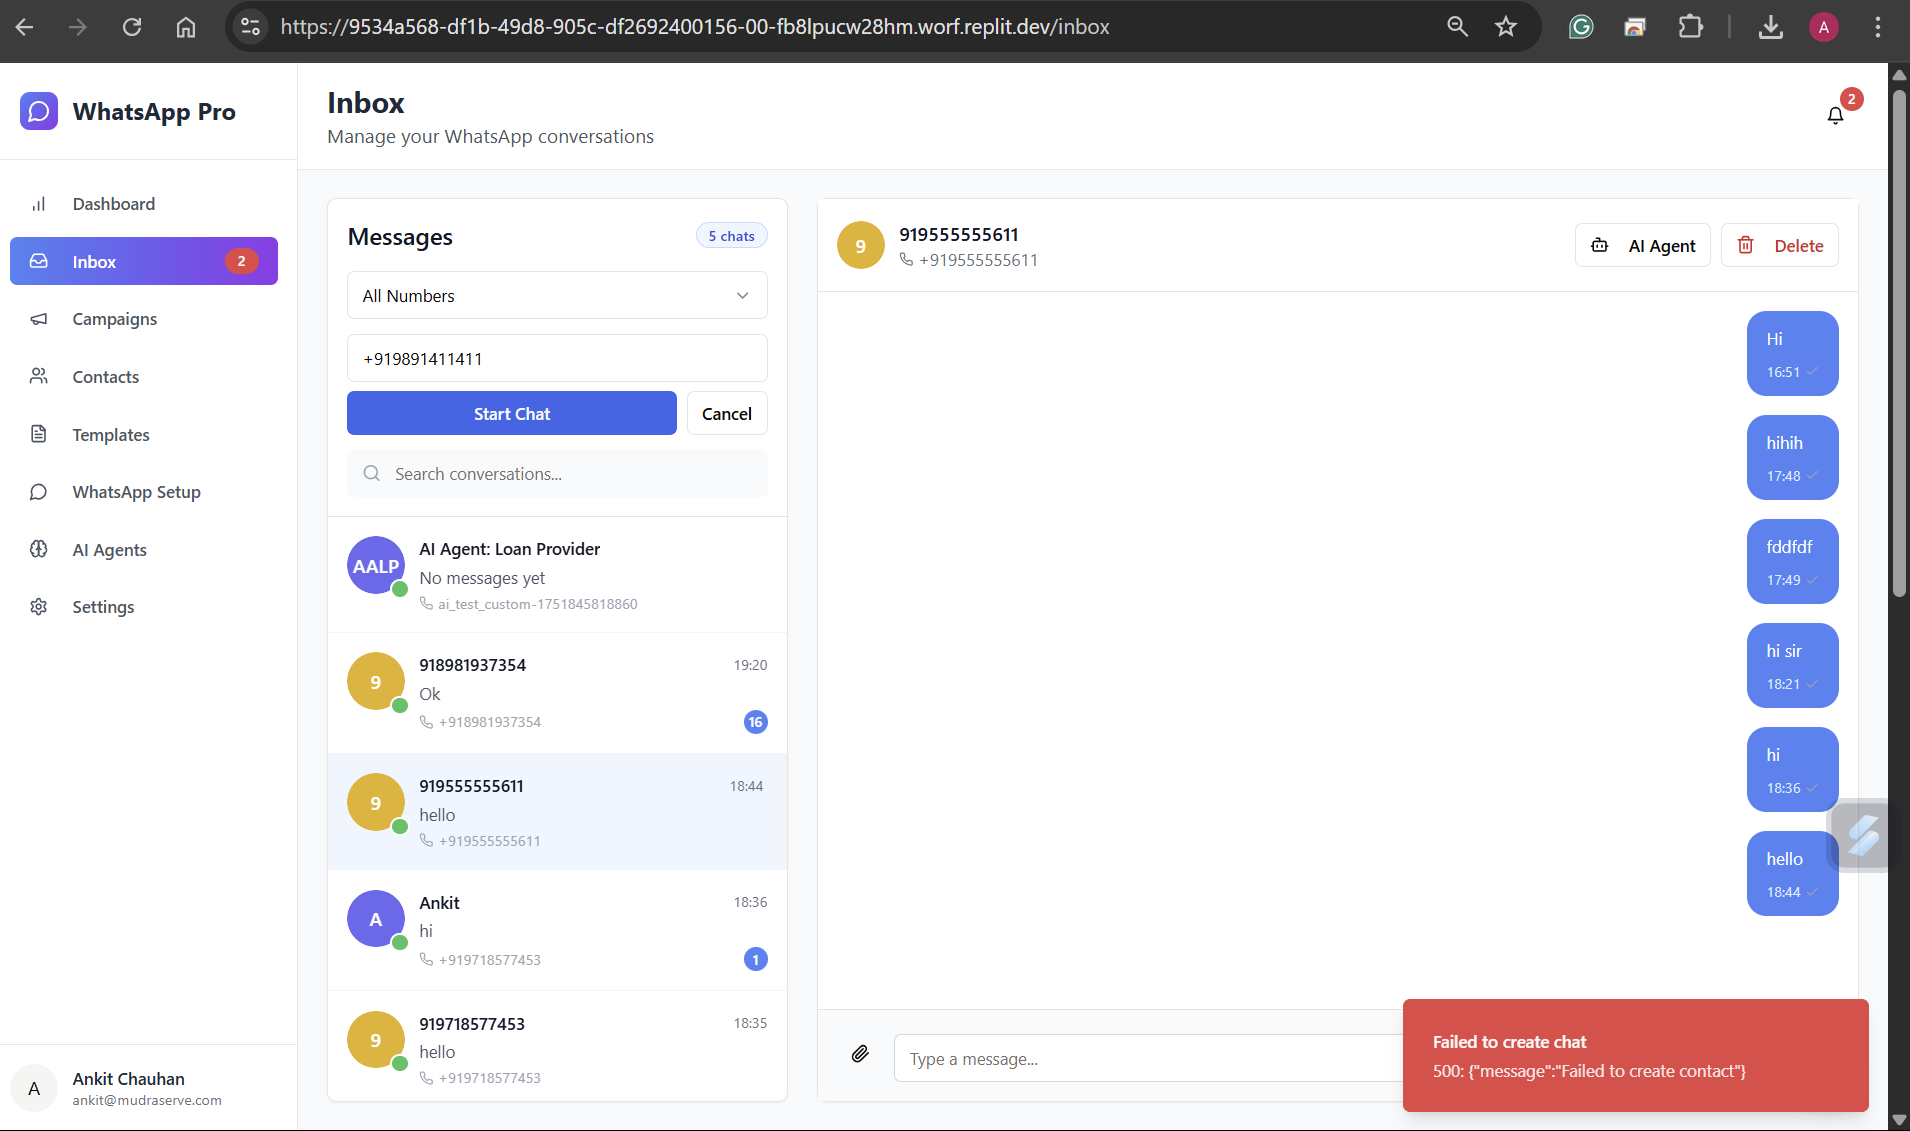 https://9534a568-df1b-49d8-905c-df2692400156-00-fb8lpucw28hm.worf.replit.dev/inbox
A
WhatsApp Pro
Dashboard
Inbox
2
Campaigns
Contacts
Templates
WhatsApp Setup
AI Agents
Settings
A
Ankit Chauhan
ankit@mudraserve.com
Inbox
Manage your WhatsApp conversations
2
Messages
5 chats
All Numbers
+919891411411
Start Chat
Cancel
Search conversations...
AALP
AI Agent: Loan Provider
No messages yet
ai_test_custom-1751845818860
9
918981937354
19:20
Ok
+918981937354
16
9
919555555611
18:44
hello
+919555555611
A
Ankit
18:36
hi
+919718577453
1
9
919718577453
18:35
hello
+919718577453
9
919555555611
+919555555611
AI Agent
Delete
Hi
16:51
hihih
17:48
fddfdf
17:49
hi sir
18:21
hi
18:36
hello
18:44
Type a message...
Failed to create chat
500: {"message":"Failed to create contact"}